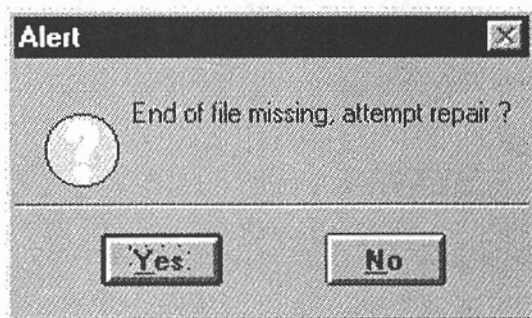 Alert
End of file missing, attempt repair ?
Yes
No